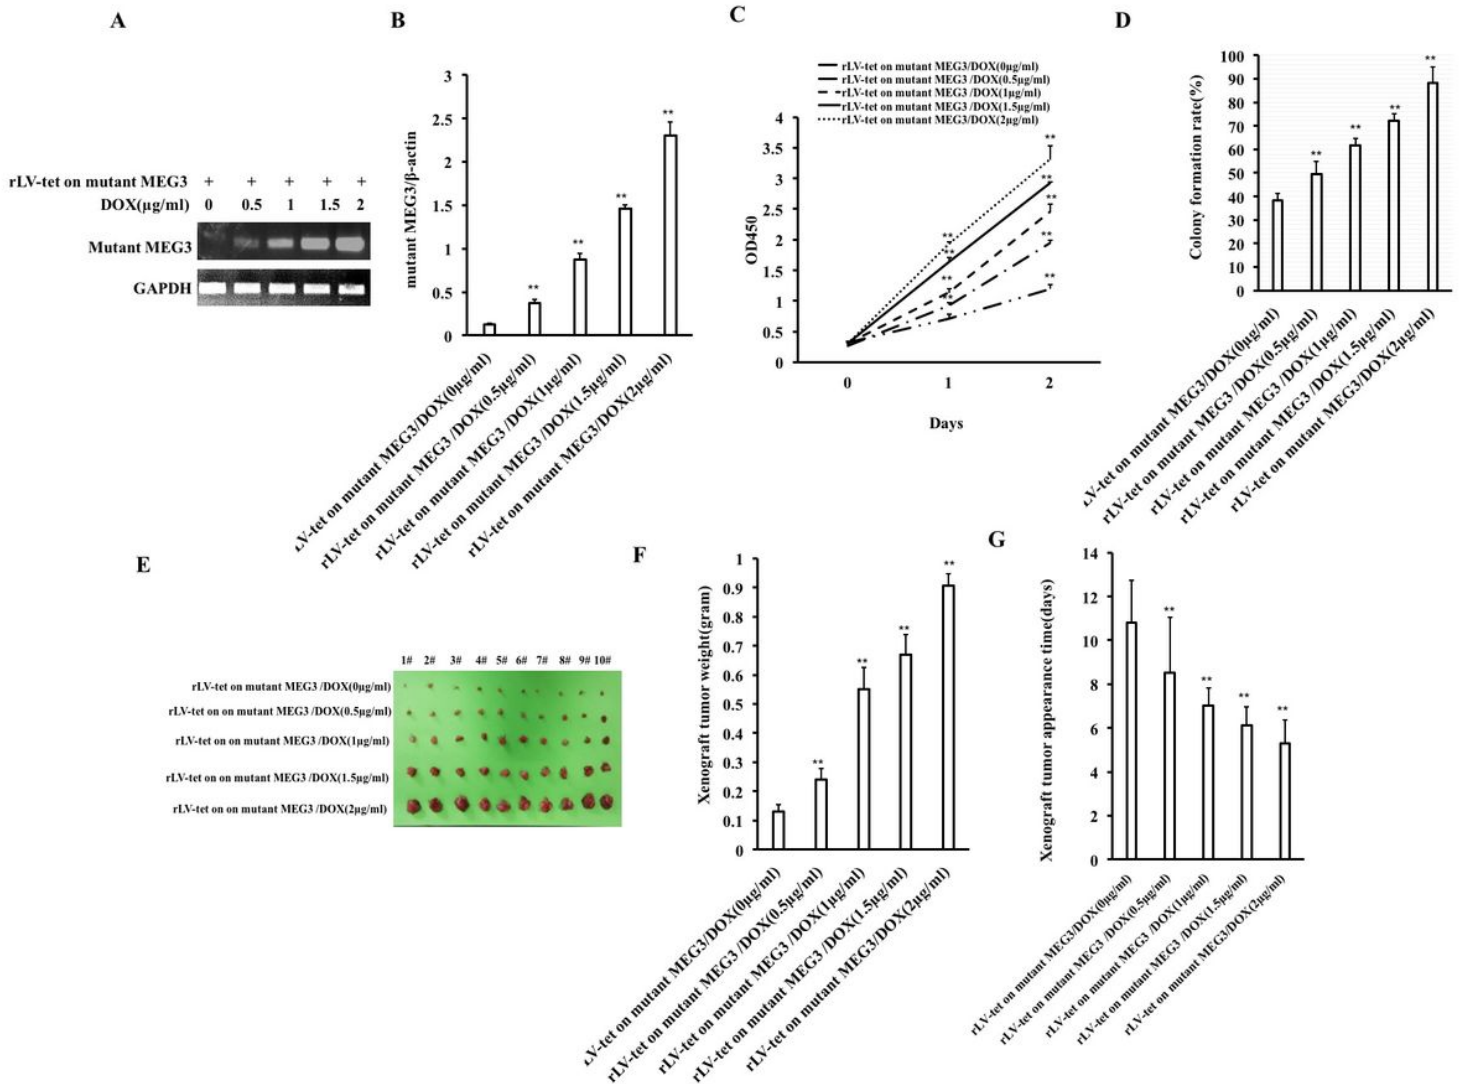 A
rLV-tet on mutant MEG3 + + + + +
DOX(μg/ml) 0 0.5 1 1.5 2
Mutant MEG3
GAPDH
B
mutant MEG3/β-actin
3
2.5
2
1.5
1
0.5
0
**
**
**
**
LV-tet on mutant MEG3/DOX(0μg/ml)
rLV-tet on mutant MEG3 /DOX(0.5μg/ml)
rLV-tet on mutant MEG3 /DOX(1μg/ml)
rLV-tet on mutant MEG3 /DOX(1.5μg/ml)
rLV-tet on mutant MEG3/DOX(2μg/ml)
C
rLV-tet on mutant MEG3/DOX(0μg/ml)
rLV-tet on mutant MEG3 /DOX(0.5μg/ml)
rLV-tet on mutant MEG3 /DOX(1μg/ml)
rLV-tet on mutant MEG3 /DOX(1.5μg/ml)
rLV-tet on mutant MEG3/DOX(2μg/ml)
OD450
4
3.5
3
2.5
2
1.5
1
0.5
0
**
**
**
**
**
**
**
**
**
0 1 2
Days
D
Colony formation rate(%)
100
90
80
70
60
50
40
30
20
10
0
**
**
**
**
LV-tet on mutant MEG3/DOX(0μg/ml)
rLV-tet on mutant MEG3 /DOX(0.5μg/ml)
rLV-tet on mutant MEG3 /DOX(1μg/ml)
rLV-tet on mutant MEG3 /DOX(1.5μg/ml)
rLV-tet on mutant MEG3/DOX(2μg/ml)
E
1# 2# 3# 4# 5# 6# 7# 8# 9# 10#
rLV-tet on mutant MEG3 /DOX(0μg/ml)
rLV-tet on on mutant MEG3 /DOX(0.5μg/ml)
rLV-tet on on mutant MEG3 /DOX(1μg/ml)
rLV-tet on on mutant MEG3 /DOX(1.5μg/ml)
rLV-tet on on mutant MEG3 /DOX(2μg/ml)
F
Xenograft tumor weight(gram)
1
0.9
0.8
0.7
0.6
0.5
0.4
0.3
0.2
0.1
0
**
**
**
**
LV-tet on mutant MEG3/DOX(0μg/ml)
rLV-tet on mutant MEG3 /DOX(0.5μg/ml)
rLV-tet on mutant MEG3 /DOX(1μg/ml)
rLV-tet on mutant MEG3 /DOX(1.5μg/ml)
rLV-tet on mutant MEG3/DOX(2μg/ml)
G
Xenograft tumor appearance time(days)
14
12
10
8
6
4
2
0
**
**
**
**
rLV-tet on mutant MEG3/DOX(0μg/ml)
rLV-tet on mutant MEG3 /DOX(0.5μg/ml)
rLV-tet on mutant MEG3 /DOX(1μg/ml)
rLV-tet on mutant MEG3 /DOX(1.5μg/ml)
rLV-tet on mutant MEG3/DOX(2μg/ml)